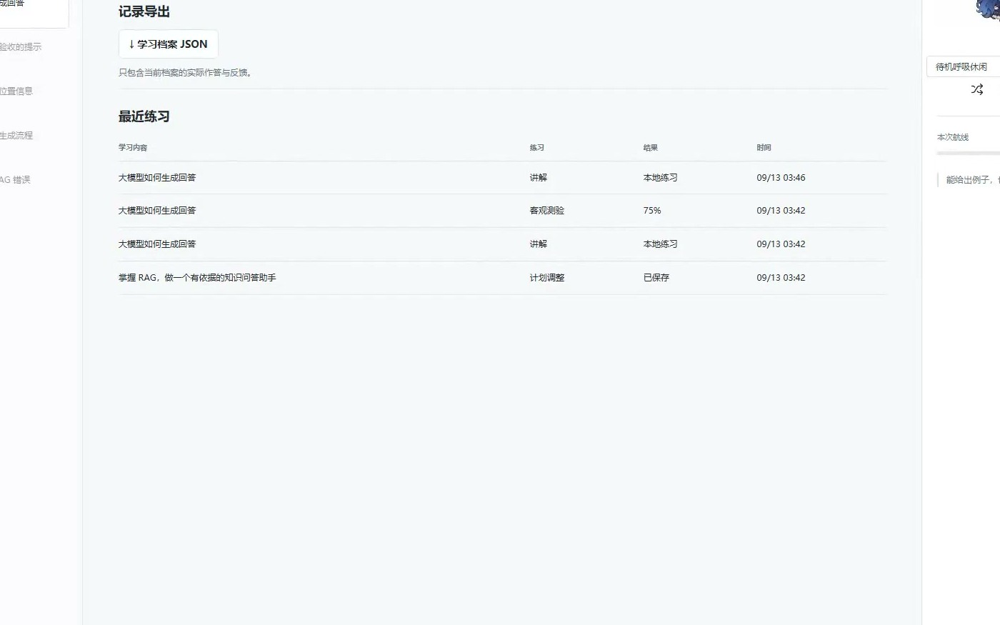 成回答
验收的提示
位置信息
生成流程
AG 错误
记录导出
↓ 学习档案 JSON
只包含当前档案的实际作答与反馈。
最近练习
学习内容 练习 结果 时间
大模型如何生成回答 讲解 本地练习 09/13 03:46
大模型如何生成回答 客观测验 75% 09/13 03:42
大模型如何生成回答 讲解 本地练习 09/13 03:42
掌握 RAG，做一个有依据的知识问答助手 计划调整 已保存 09/13 03:42
待机呼吸休闲
本次航线
能给出例子，